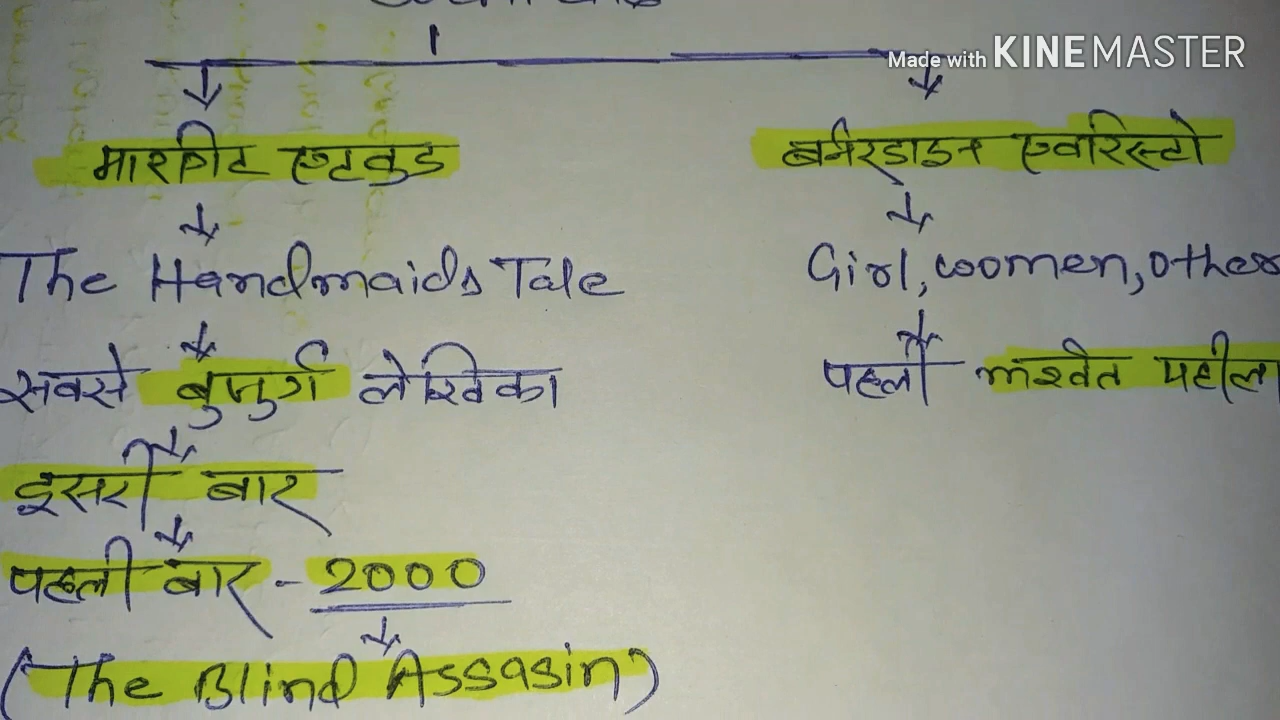 Made with KINEMASTER
मारग्रेट एटवुड
बर्नरडाइन एवरिस्टो
The Handmaids Tale
Girl, women, other
सबसे बुजुर्ग लेखिका
पहली अश्वेत महीला
दूसरी बार
पहली बार - 2000
(The Blind Assasin)